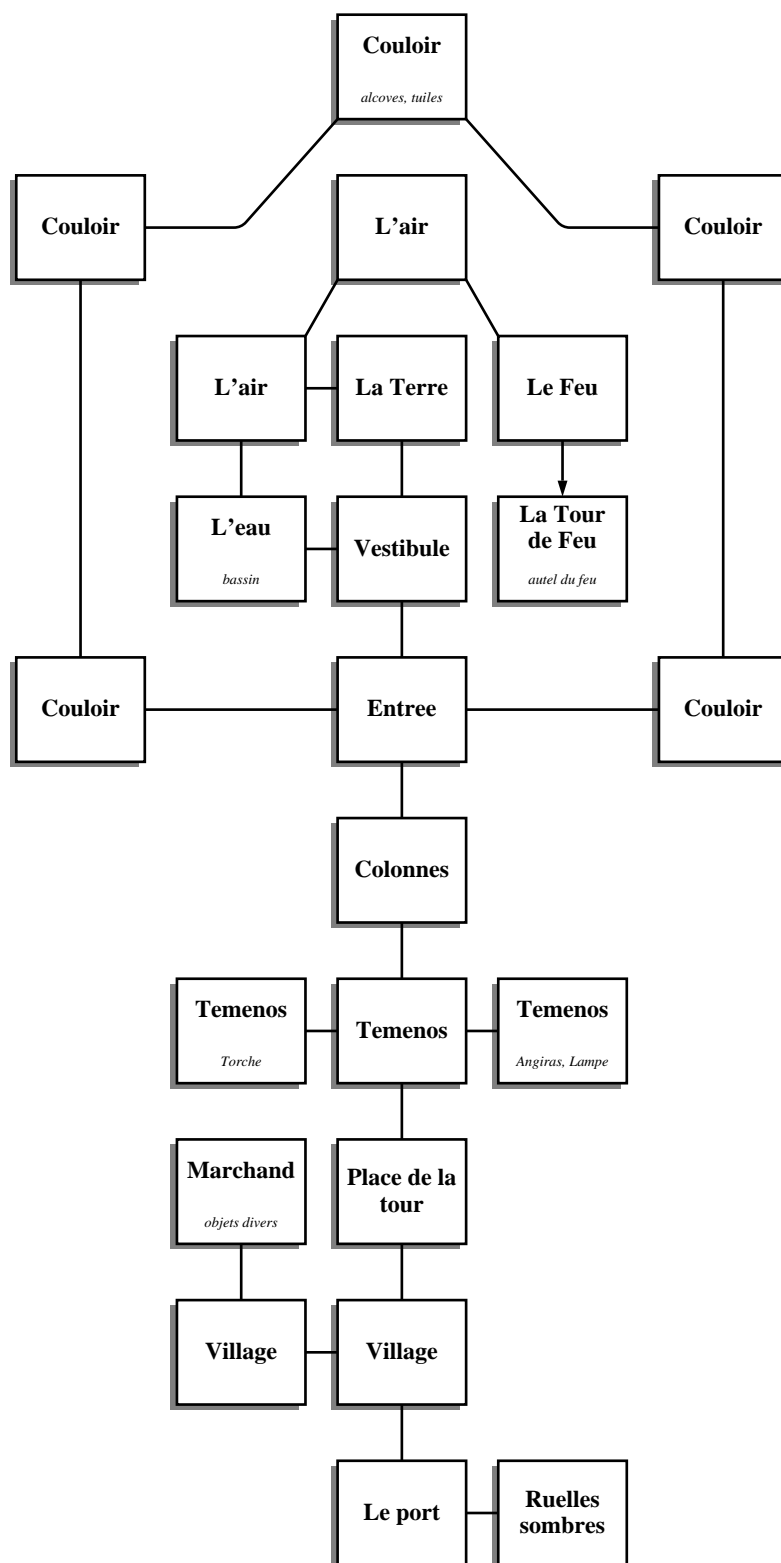 Couloir
alcoves, tuiles
Couloir
L'air
Couloir
L'air
La Terre
Le Feu
L'eau
bassin
Vestibule
La Tour
de Feu
autel du feu
Couloir
Entree
Couloir
Colonnes
Temenos
Torche
Temenos
Temenos
Angiras, Lampe
Marchand
objets divers
Place de la
tour
Village
Village
Le port
Ruelles
sombres